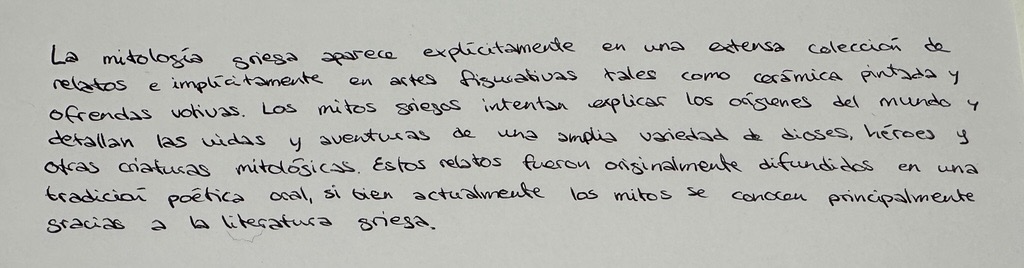 La mitología griega aparece explícitamente en una extensa colección de
relatos e implícitamente en artes figurativas tales como cerámica pintada y
ofrendas votivas. Los mitos griegos intentan explicar los orígenes del mundo y
detallan las vidas y aventuras de una amplia variedad de dioses, héroes y
otras criaturas mitológicas. Estos relatos fueron originalmente difundidos en una
tradición poética oral, si bien actualmente los mitos se conocen principalmente
gracias a la literatura griega.